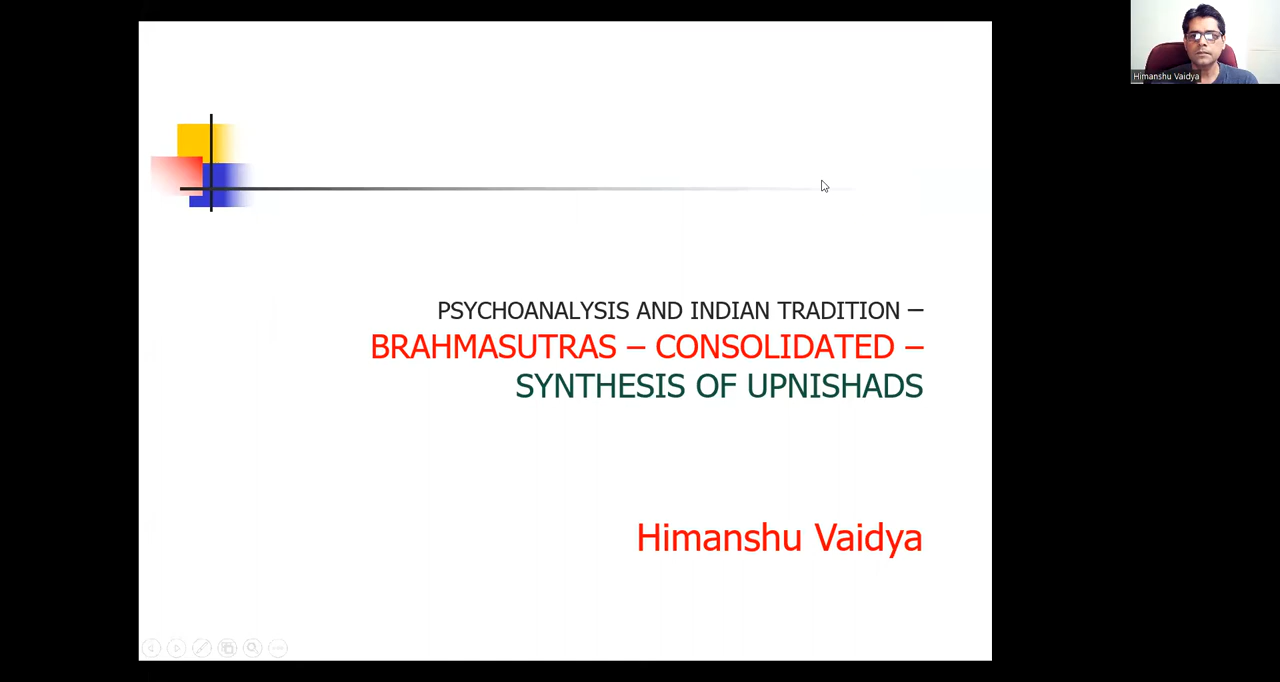 Himanshu Vaidya
PSYCHOANALYSIS AND INDIAN TRADITION –
BRAHMASUTRAS – CONSOLIDATED –
SYNTHESIS OF UPNISHADS
Himanshu Vaidya